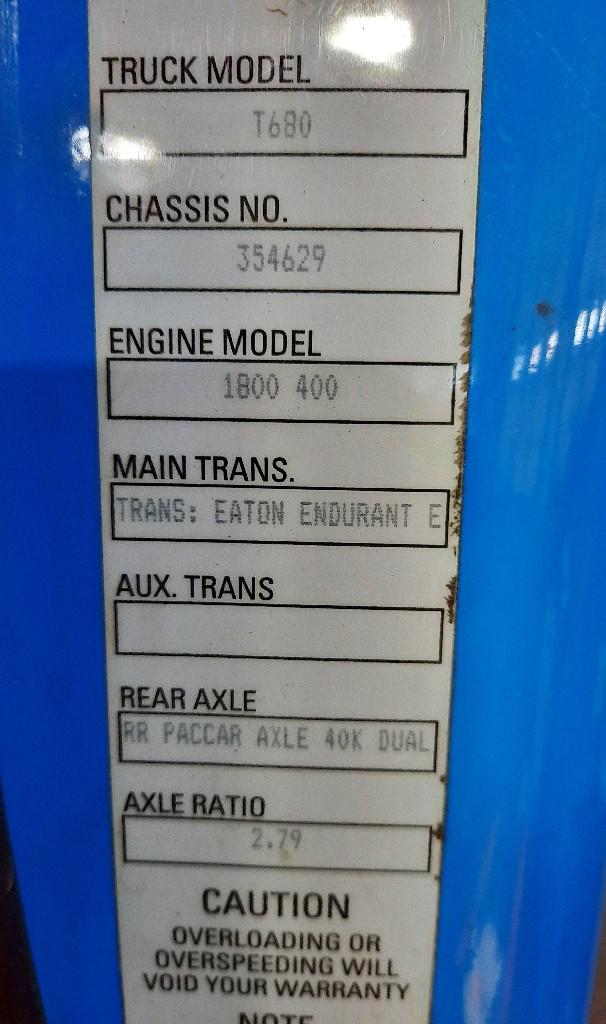 TRUCK MODEL
T680
CHASSIS NO.
354629
ENGINE MODEL
1800 400
MAIN TRANS.
TRANS: EATON ENDURANT E
AUX. TRANS
REAR AXLE
RR PACCAR AXLE 40K DUAL
AXLE RATIO
2.79
CAUTION
OVERLOADING OR
OVERSPEEDING WILL
VOID YOUR WARRANTY
NOTE